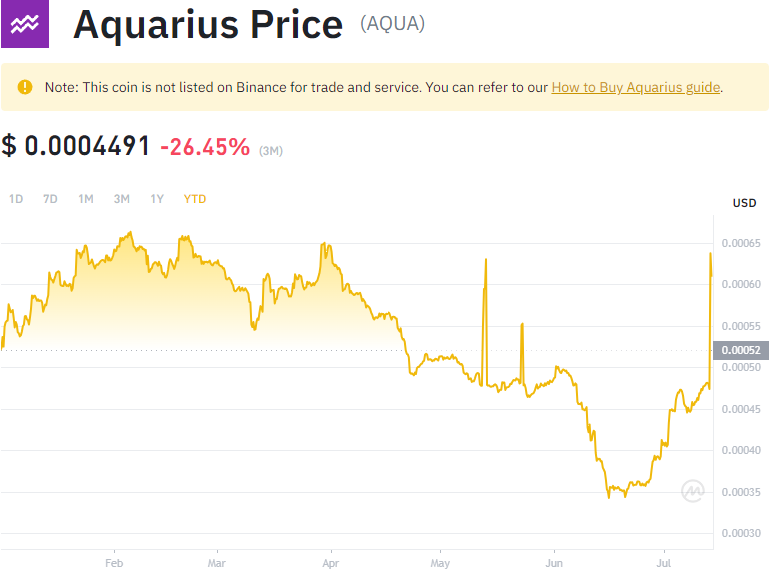 Aquarius Price (AQUA)
Note: This coin is not listed on Binance for trade and service. You can refer to our How to Buy Aquarius guide.
$ 0.0004491 -26.45% (3M)
1D 7D 1M 3M 1Y YTD
USD
0.00065
0.00060
0.00055
0.00052
0.00050
0.00045
0.00040
0.00035
0.00030
Feb Mar Apr May Jun Jul